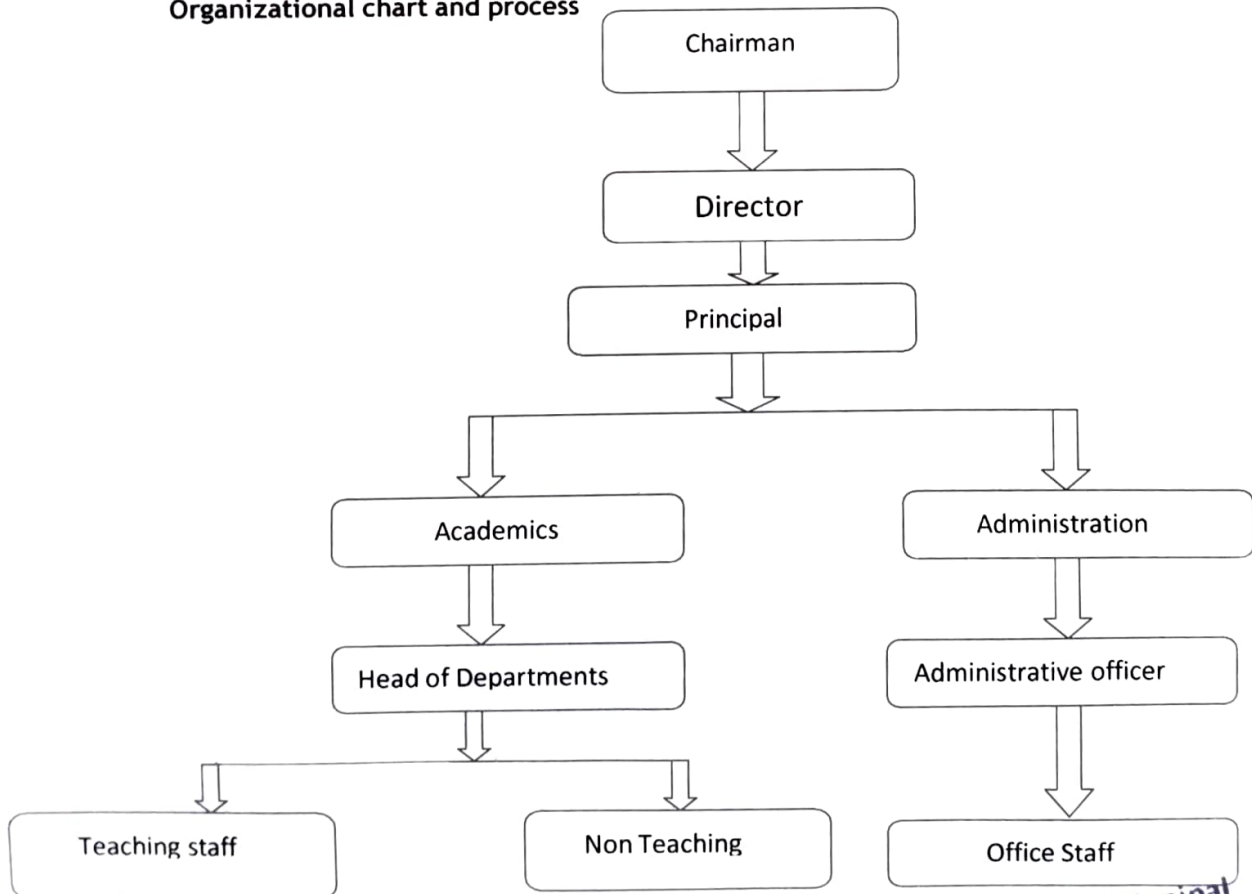 Organizational chart and process
Chairman
Director
Principal
Academics
Administration
Head of Departments
Administrative officer
Teaching staff
Non Teaching
Office Staff